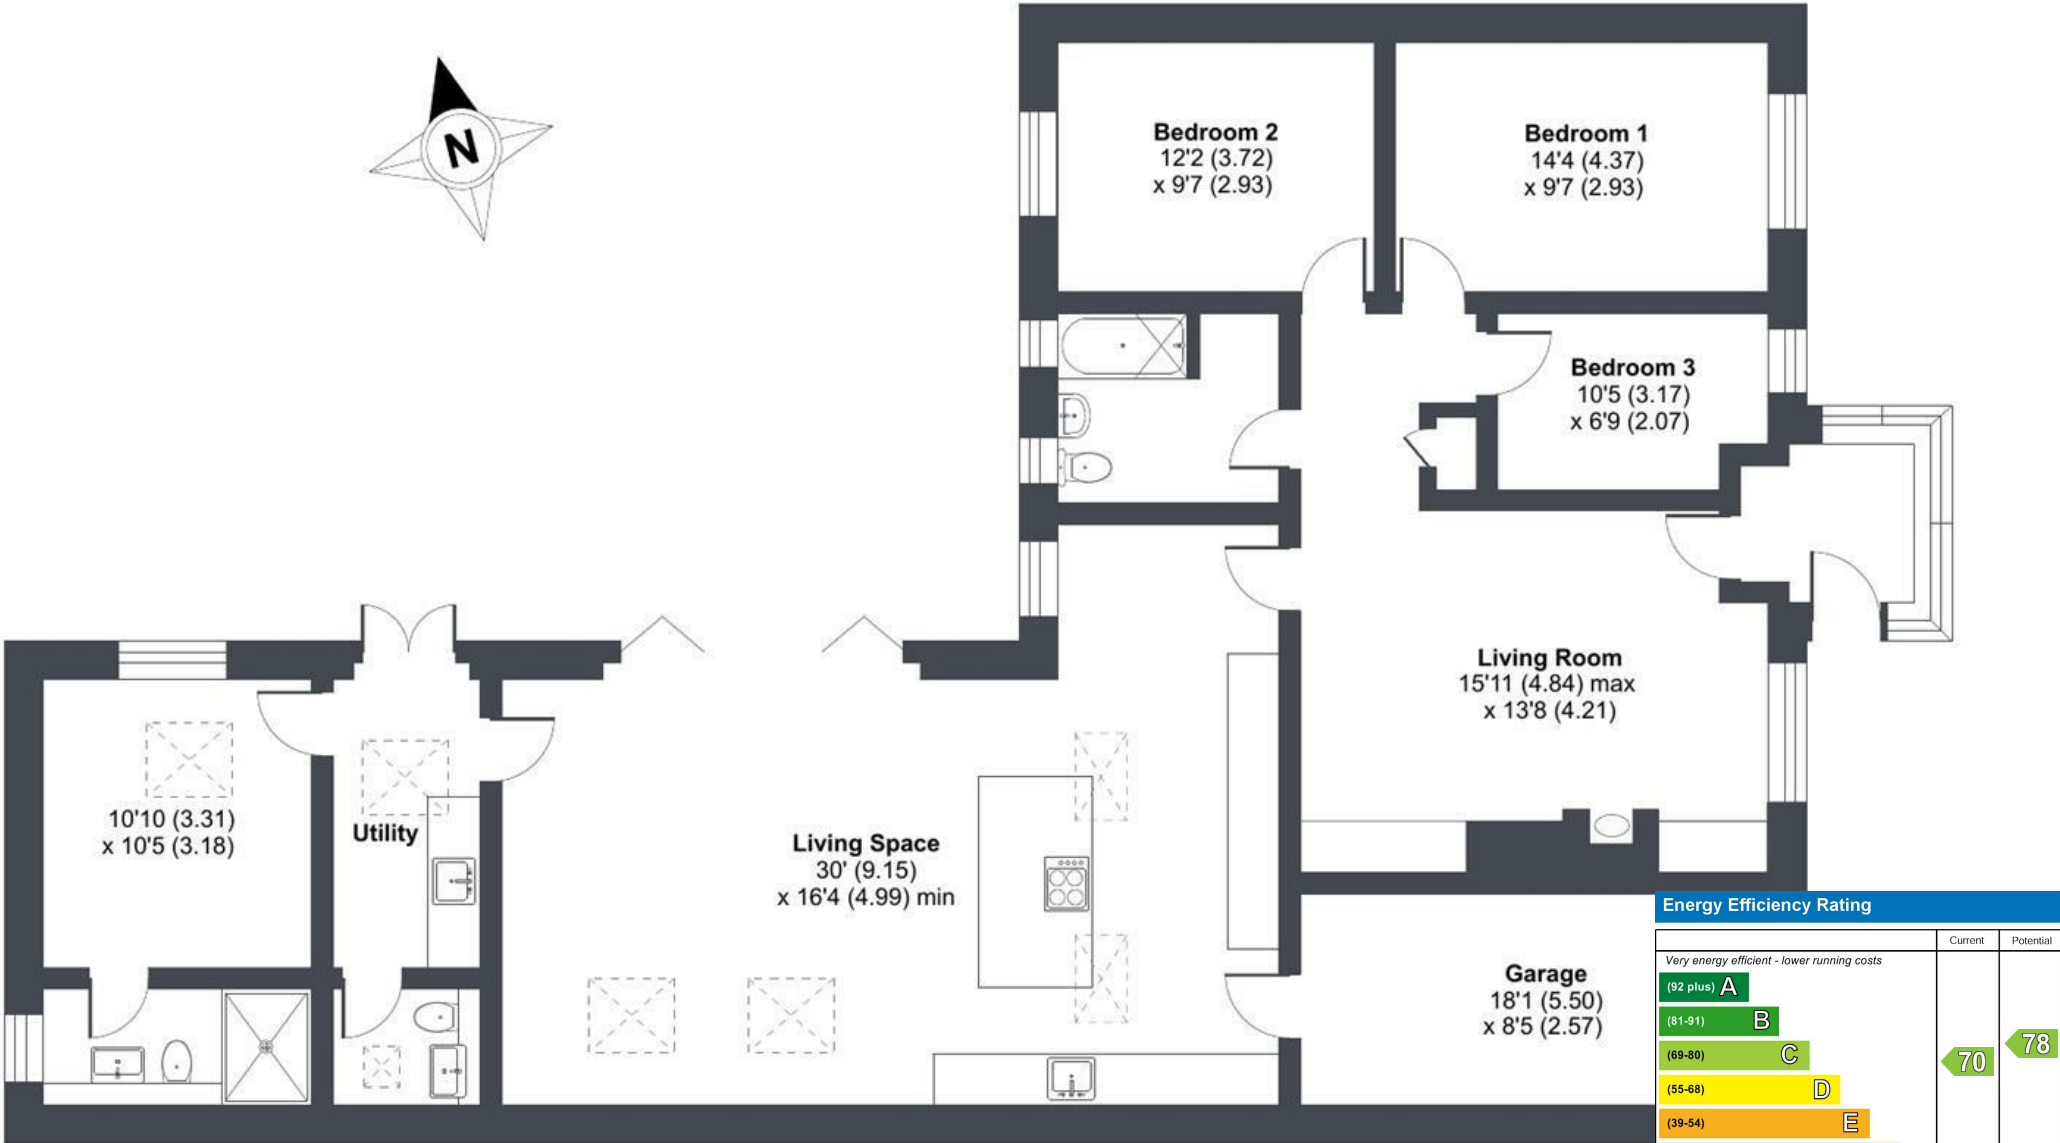 N
Bedroom 2
12'2 (3.72)
x 9'7 (2.93)
Bedroom 1
14'4 (4.37)
x 9'7 (2.93)
Bedroom 3
10'5 (3.17)
x 6'9 (2.07)
Living Room
15'11 (4.84) max
x 13'8 (4.21)
10'10 (3.31)
x 10'5 (3.18)
Utility
Living Space
30' (9.15)
x 16'4 (4.99) min
Garage
18'1 (5.50)
x 8'5 (2.57)
Energy Efficiency Rating
Current Potential
Very energy efficient - lower running costs
(92 plus) A
(81-91) B
(69-80) C
(55-68) D
(39-54) E
70
78